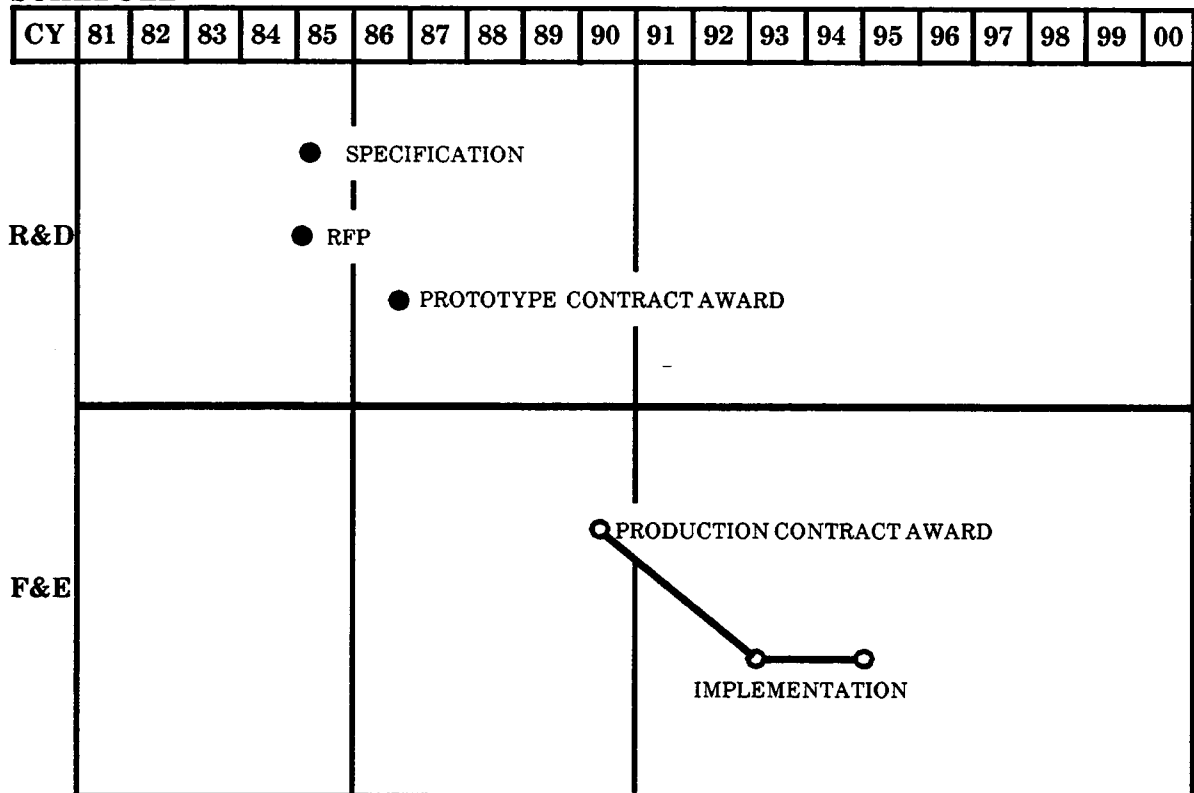 CY 81 82 83 84 85 86 87 88 89 90 91 92 93 94 95 96 97 98 99 00
SPECIFICATION
R&D
RFP
PROTOTYPE CONTRACT AWARD
PRODUCTION CONTRACT AWARD
F&E
IMPLEMENTATION